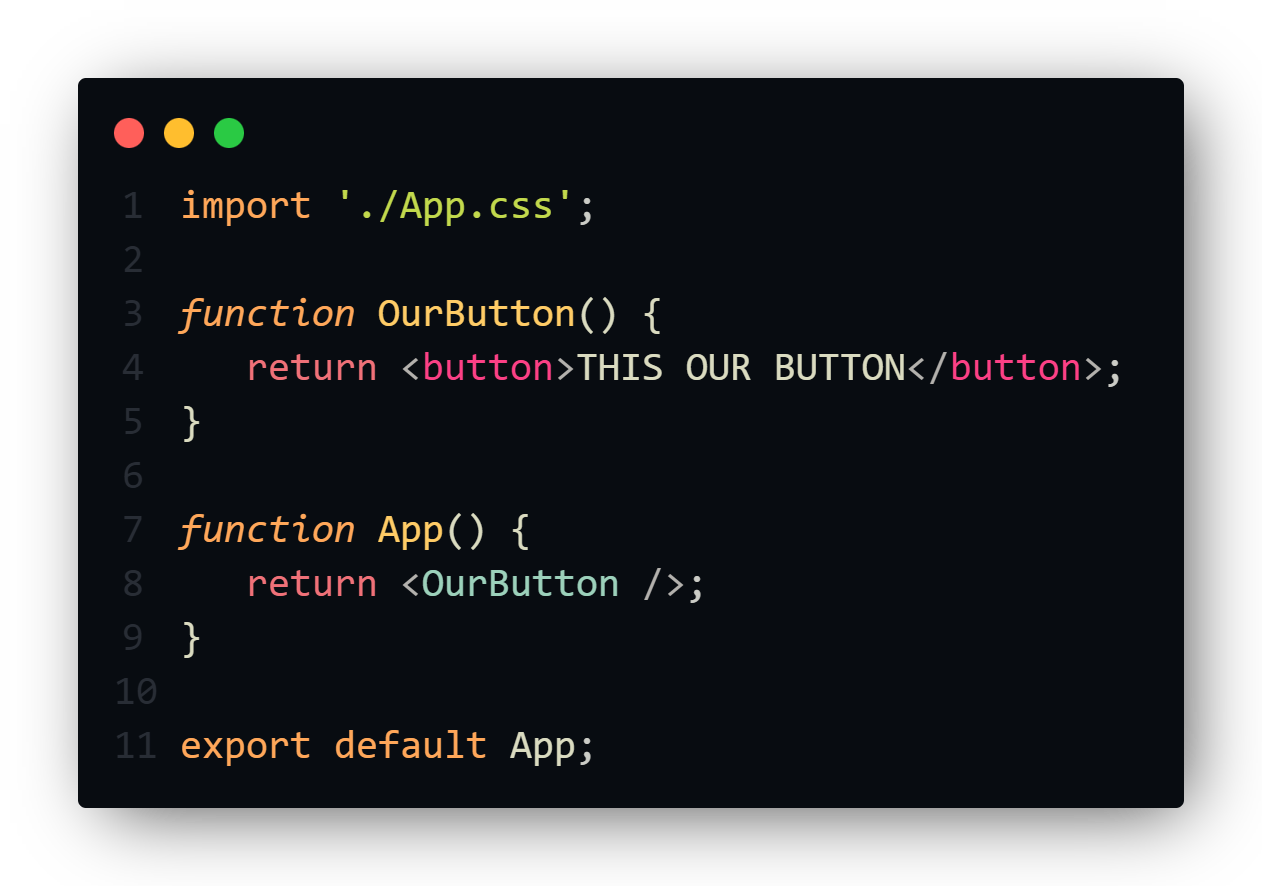 1 import './App.css';
2
3 function OurButton() {
4    return <button>THIS OUR BUTTON</button>;
5 }
6
7 function App() {
8    return <OurButton />;
9 }
10
11 export default App;